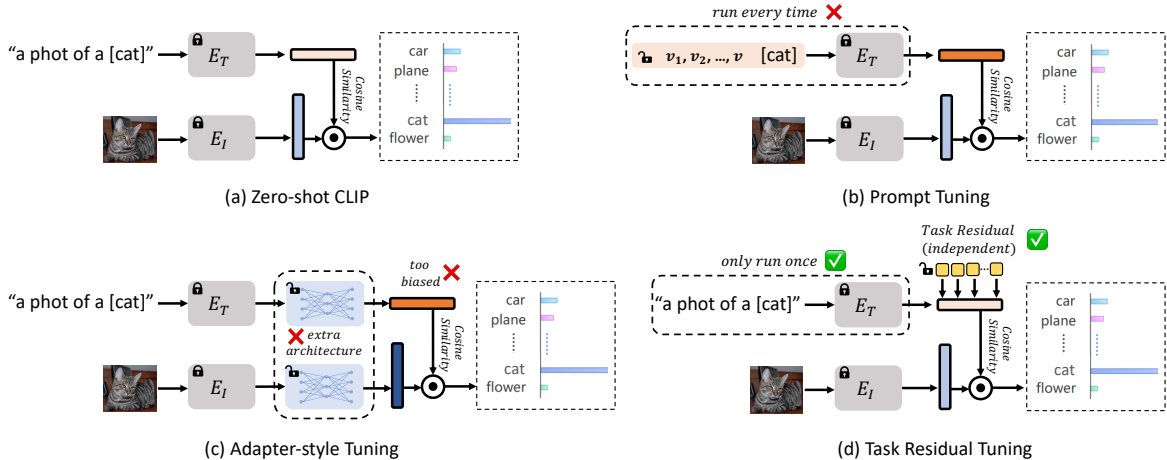 "a phot of a [cat]"
E_T
E_I
Cosine
Similarity
car
plane
cat
flower
(a) Zero-shot CLIP
run every time
v₁, v₂, ..., v [cat]
E_T
E_I
Cosine
Similarity
car
plane
cat
flower
(b) Prompt Tuning
"a phot of a [cat]"
E_T
E_I
extra
architecture
too
biased
Cosine
Similarity
car
plane
cat
flower
(c) Adapter-style Tuning
only run once
Task Residual
(independent)
"a phot of a [cat]"
E_T
E_I
Cosine
Similarity
car
plane
cat
flower
(d) Task Residual Tuning